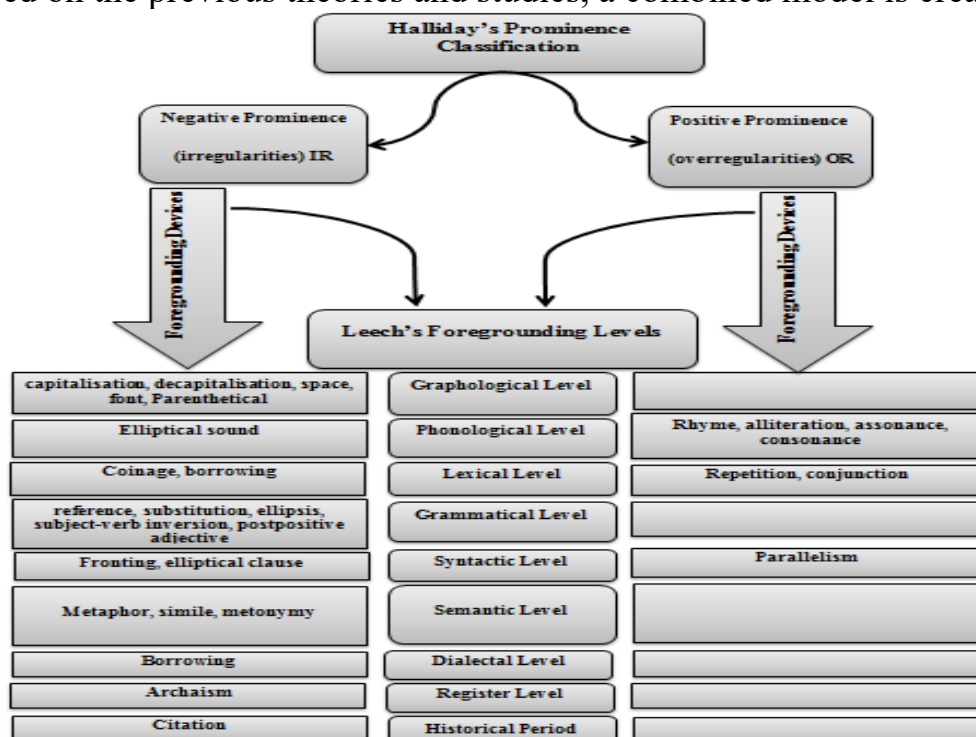 ed on the previous theories and studies, a combined model is crea
Halliday's Prominence
Classification
Negative Prominence
(irregularities) IR
Positive Prominence
(overregularities) OR
Foregrounding Devices
Foregrounding Devices
Leech's Foregrounding Levels
capitalisation, decapitalisation, space,
font, Parenthetical
Graphological Level
Elliptical sound
Phonological Level
Rhyme, alliteration, assonance,
consonance
Coinage, borrowing
Lexical Level
Repetition, conjunction
reference, substitution, ellipsis,
subject-verb inversion, postpositive
adjective
Grammatical Level
Fronting, elliptical clause
Syntactic Level
Parallelism
Metaphor, simile, metonymy
Semantic Level
Borrowing
Dialectal Level
Archaism
Register Level
Citation
Historical Period